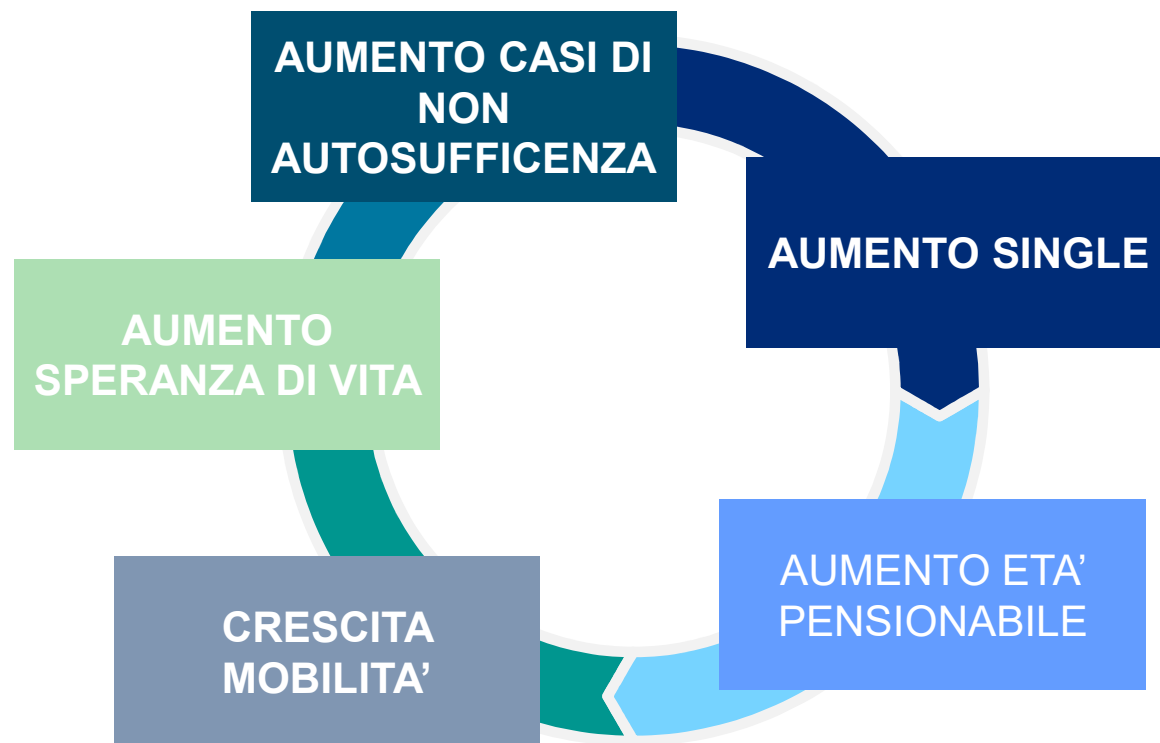 AUMENTO CASI DI
NON
AUTOSUFFICENZA
AUMENTO SINGLE
AUMENTO
SPERANZA DI VITA
AUMENTO ETA’
PENSIONABILE
CRESCITA
MOBILITA’